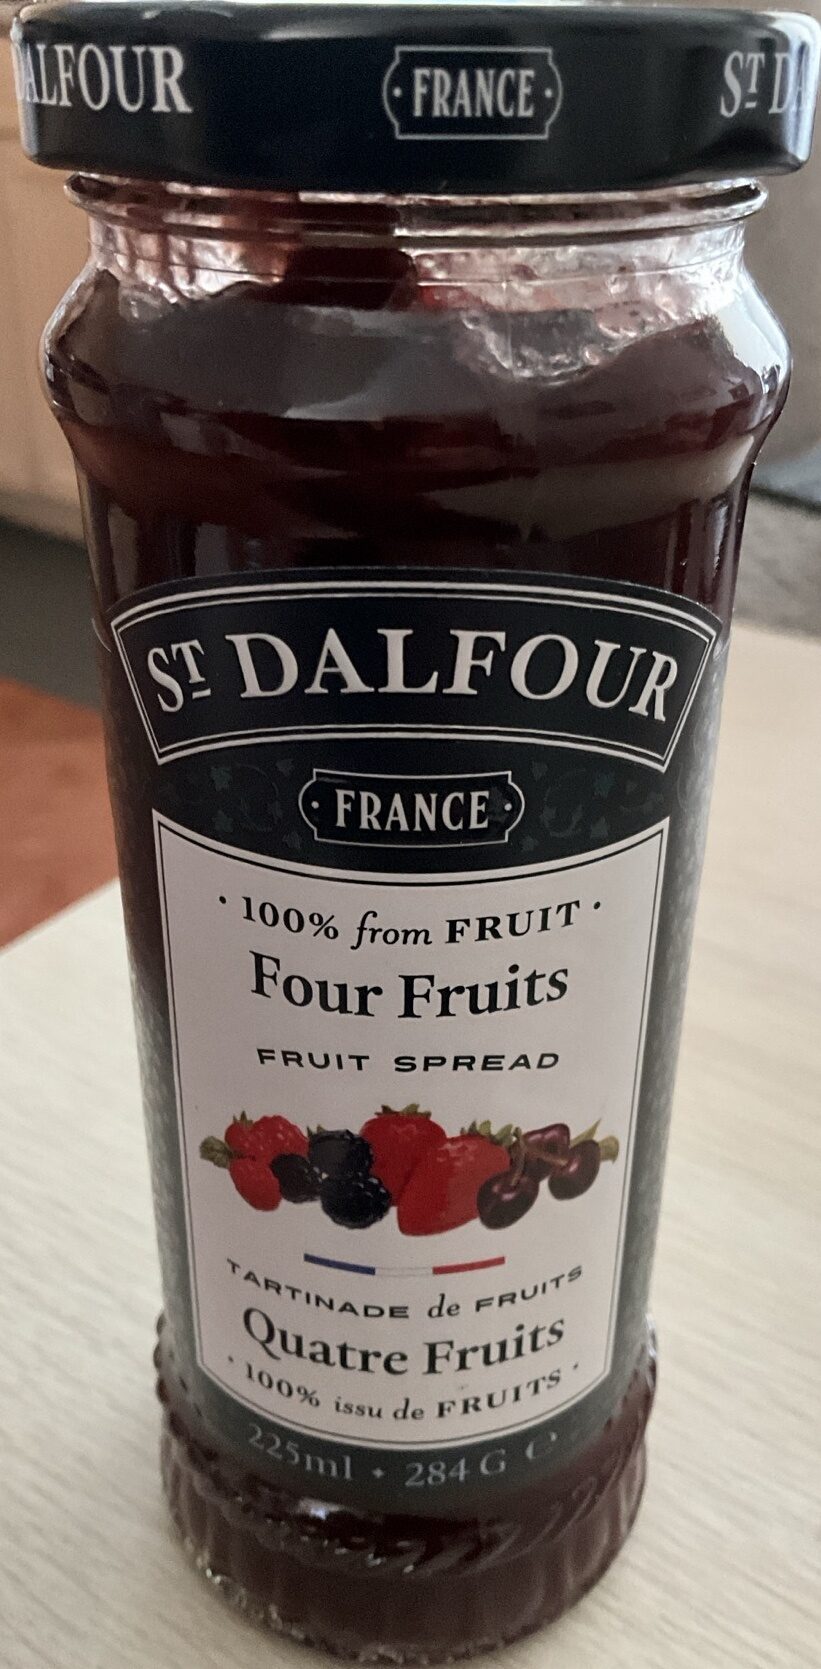 ALFOUR · FRANCE · ST DA
ST DALFOUR
· FRANCE ·
· 100% from FRUIT ·
Four Fruits
FRUIT SPREAD
TARTINADE de FRUITS
Quatre Fruits
· 100% issu de FRUITS ·
225ml • 284 G